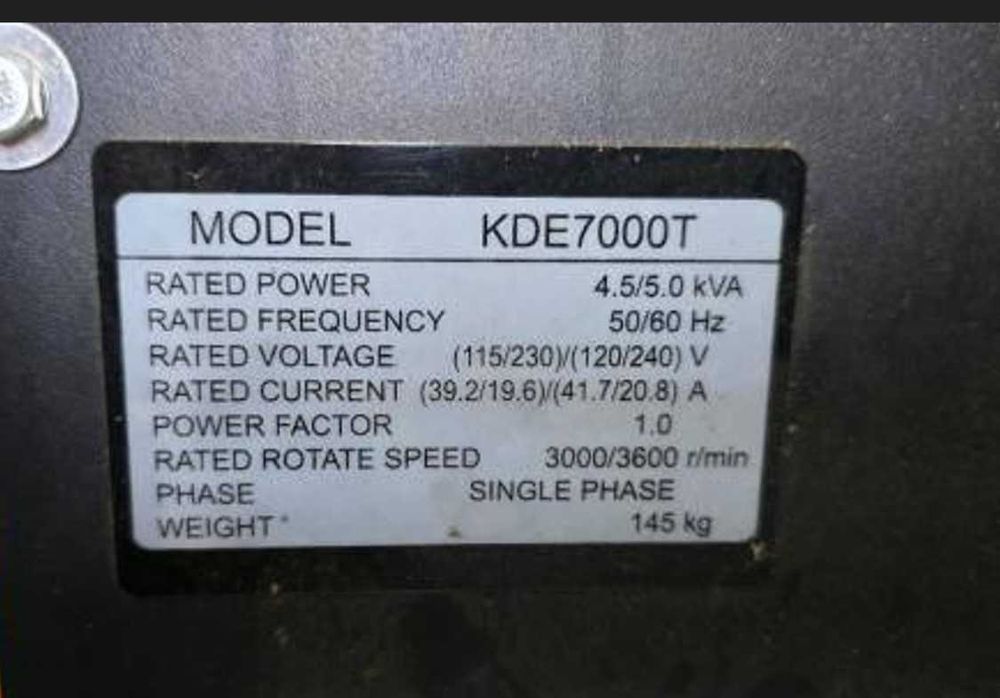 MODEL KDE7000T
RATED POWER 4.5/5.0 kVA
RATED FREQUENCY 50/60 Hz
RATED VOLTAGE (115/230)/(120/240) V
RATED CURRENT (39.2/19.6)/(41.7/20.8) A
POWER FACTOR 1.0
RATED ROTATE SPEED 3000/3600 r/min
PHASE SINGLE PHASE
WEIGHT 145 kg